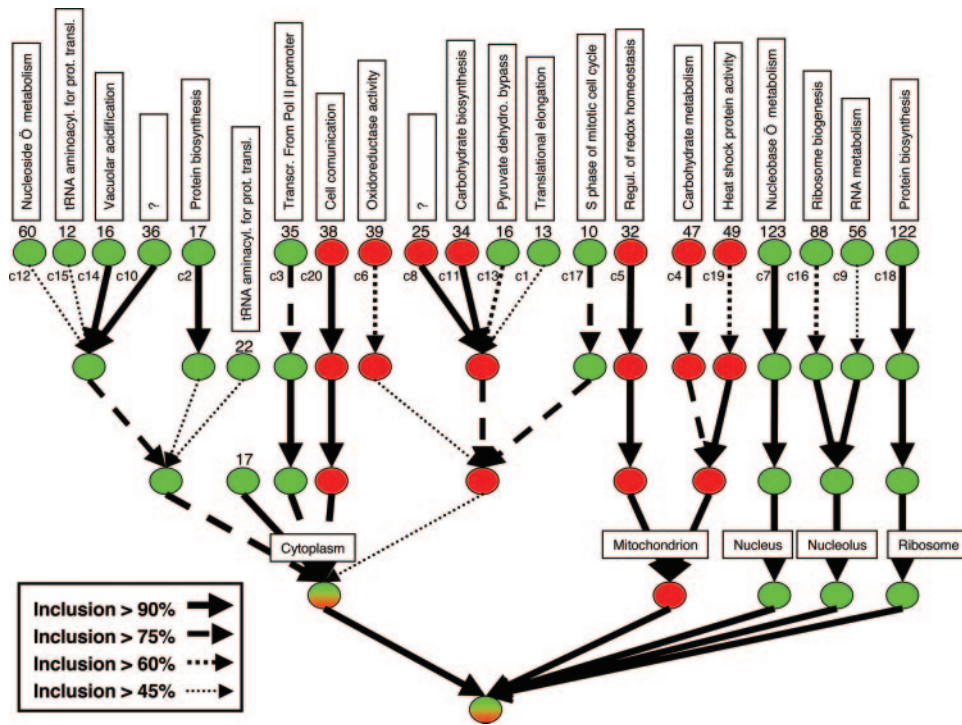 Nucleoside Ō metabolism
tRNA aminoacyl. for prot. transl.
Vacuolar acidification
?
Protein biosynthesis
tRNA aminacyl. for prot. transl.
Transcr. From Pol II promoter
Cell comunication
Oxidoreductase activity
?
Carbohydrate biosynthesis
Pyruvate dehydro. bypass
Translational elongation
S phase of mitotic cell cycle
Regul. of redox homeostasis
Carbohydrate metabolism
Heat shock protein activity
Nucleobase Ō metabolism
Ribosome biogenesis
RNA metabolism
Protein biosynthesis
60 12 16 36 17 35 38 39 25 34 16 13 10 32 47 49 123 88 56 122
c12 c15 c14 c10 c2 c3 c20 c6 c8 c11 c13 c1 c17 c5 c4 c19 c7 c16 c9 c18
22
17
Cytoplasm Mitochondrion Nucleus Nucleolus Ribosome
Inclusion > 90%
Inclusion > 75%
Inclusion > 60%
Inclusion > 45%